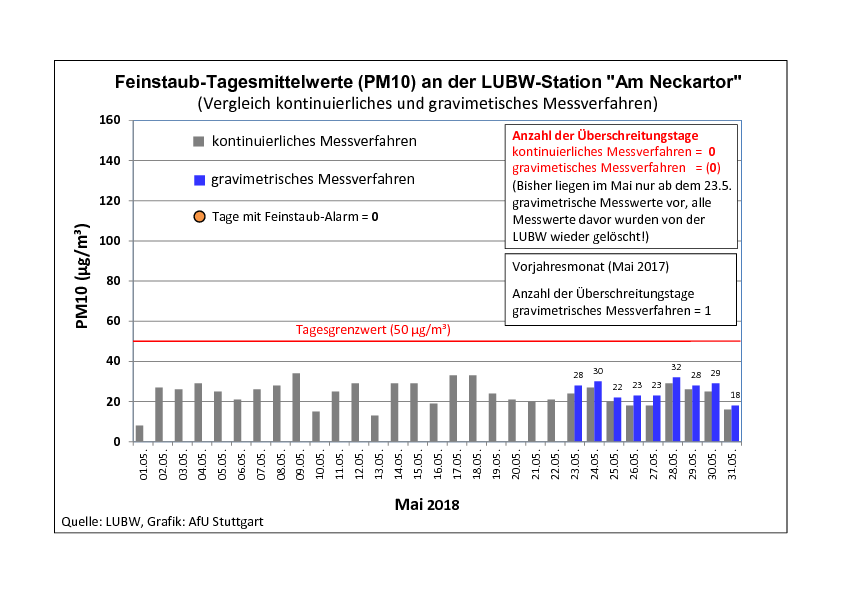 Feinstaub-Tagesmittelwerte (PM10) an der LUBW-Station "Am Neckartor"
(Vergleich kontinuierliches und gravimetisches Messverfahren)
160
140
120
100
80
60
40
20
0
PM10 (µg/m³)
kontinuierliches Messverfahren
gravimetrisches Messverfahren
Tage mit Feinstaub-Alarm = 0
Anzahl der Überschreitungstage
kontinuierliches Messverfahren = 0
gravimetisches Messverfahren = (0)
(Bisher liegen im Mai nur ab dem 23.5.
gravimetrische Messwerte vor, alle
Messwerte davor wurden von der
LUBW wieder gelöscht!)
Vorjahresmonat (Mai 2017)
Anzahl der Überschreitungstage
gravimetrisches Messverfahren = 1
Tagesgrenzwert (50 µg/m³)
28 30 22 23 23 32 28 29 18
01.05. 02.05. 03.05. 04.05. 05.05. 06.05. 07.05. 08.05. 09.05. 10.05. 11.05. 12.05. 13.05. 14.05. 15.05. 16.05. 17.05. 18.05. 19.05. 20.05. 21.05. 22.05. 23.05. 24.05. 25.05. 26.05. 27.05. 28.05. 29.05. 30.05. 31.05.
Mai 2018
Quelle: LUBW, Grafik: AfU Stuttgart